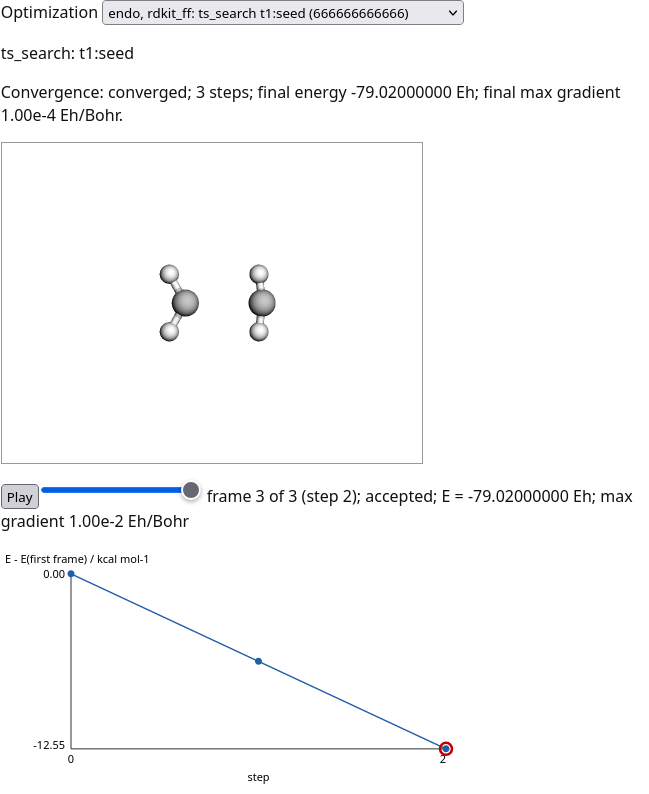 Optimization endo, rdkit_ff: ts_search t1:seed (666666666666)
ts_search: t1:seed
Convergence: converged; 3 steps; final energy -79.02000000 Eh; final max gradient
1.00e-4 Eh/Bohr.
Play frame 3 of 3 (step 2); accepted; E = -79.02000000 Eh; max
gradient 1.00e-2 Eh/Bohr
E - E(first frame) / kcal mol-1
0.00
-12.55
0 2
step